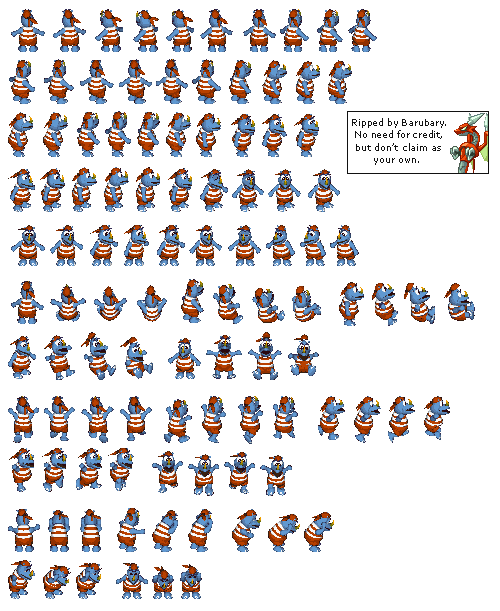 Ripped by Barubary.
No need for credit,
but don't claim as
your own.